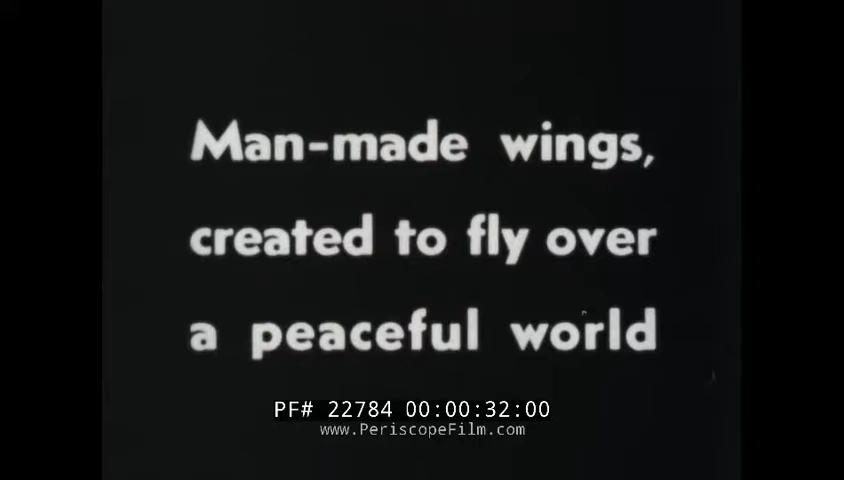 Man-made wings,
created to fly over
a peaceful world
PF# 22784 00:00:32:00
www.PeriscopeFilm.com